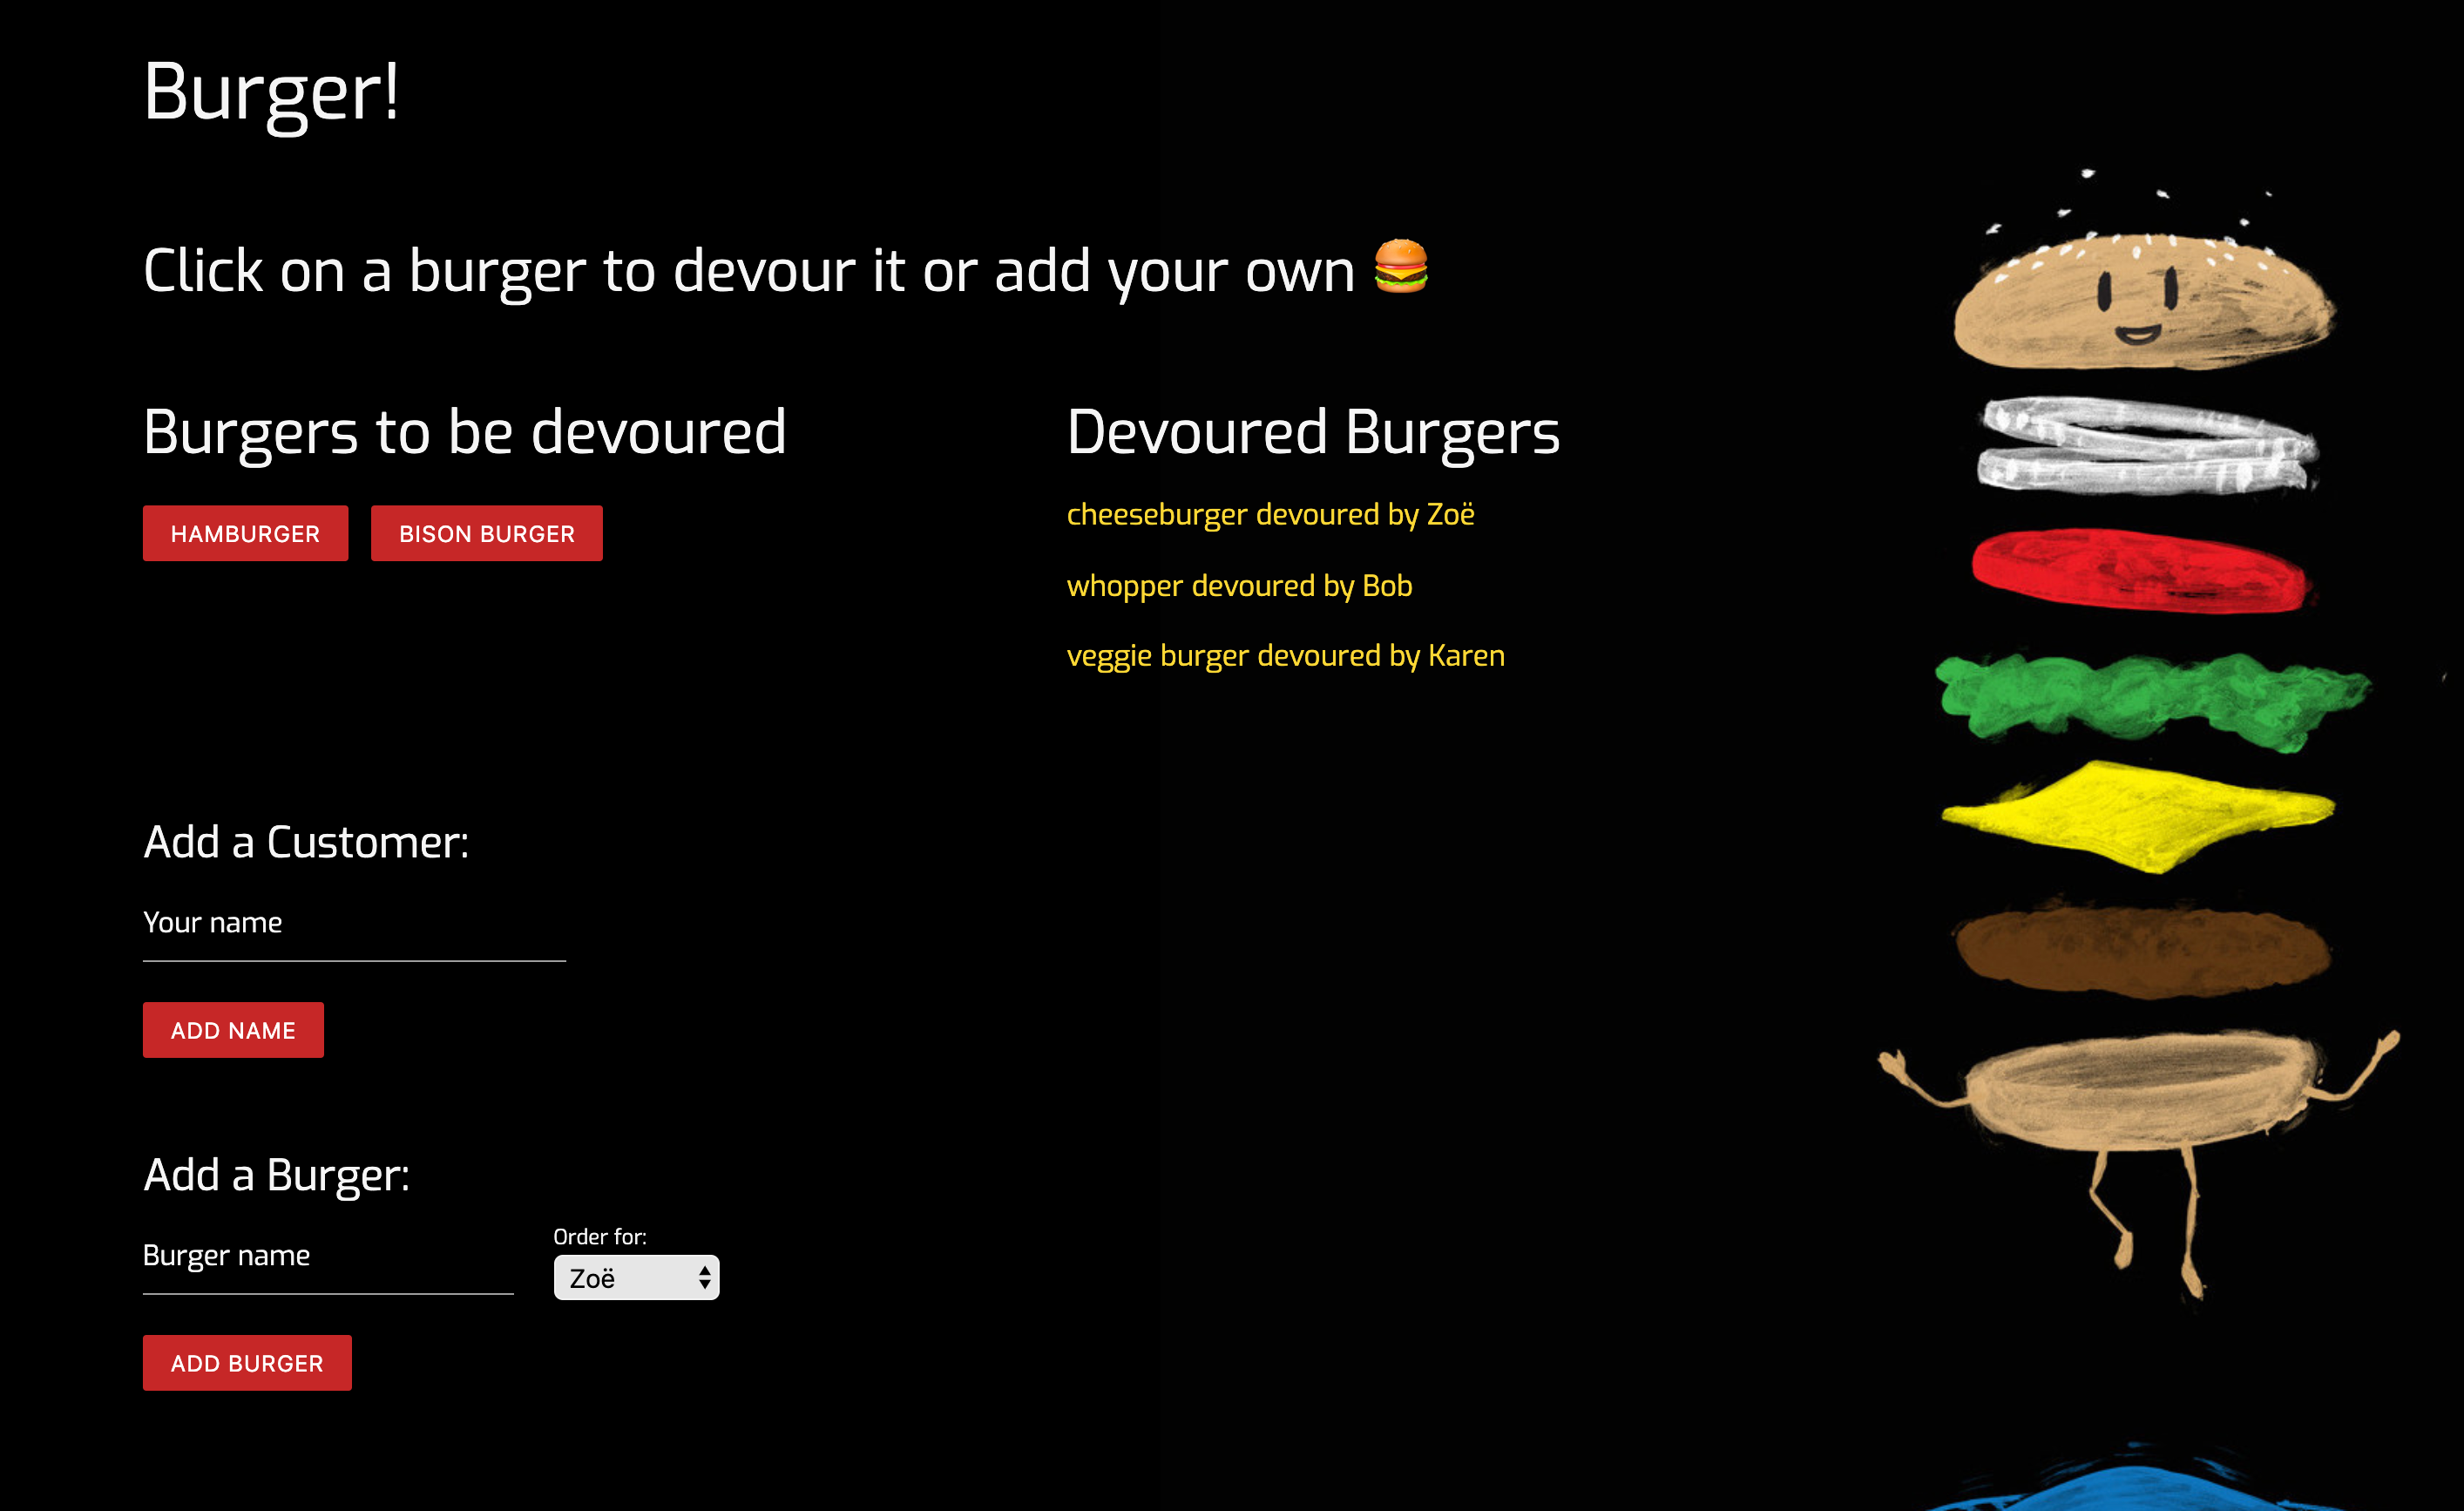 Burger!
Click on a burger to devour it or add your own 🍔
Burgers to be devoured
HAMBURGER
BISON BURGER
Devoured Burgers
cheeseburger devoured by Zoë
whopper devoured by Bob
veggie burger devoured by Karen
Add a Customer:
Your name
ADD NAME
Add a Burger:
Burger name
Order for:
Zoë
ADD BURGER